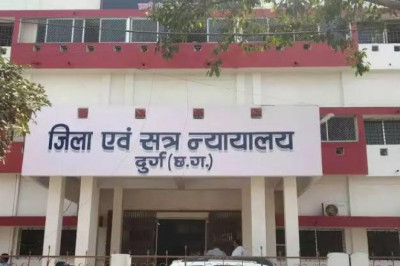 जिला एवं सत्र न्यायालय
दुर्ग (छ.ग.)